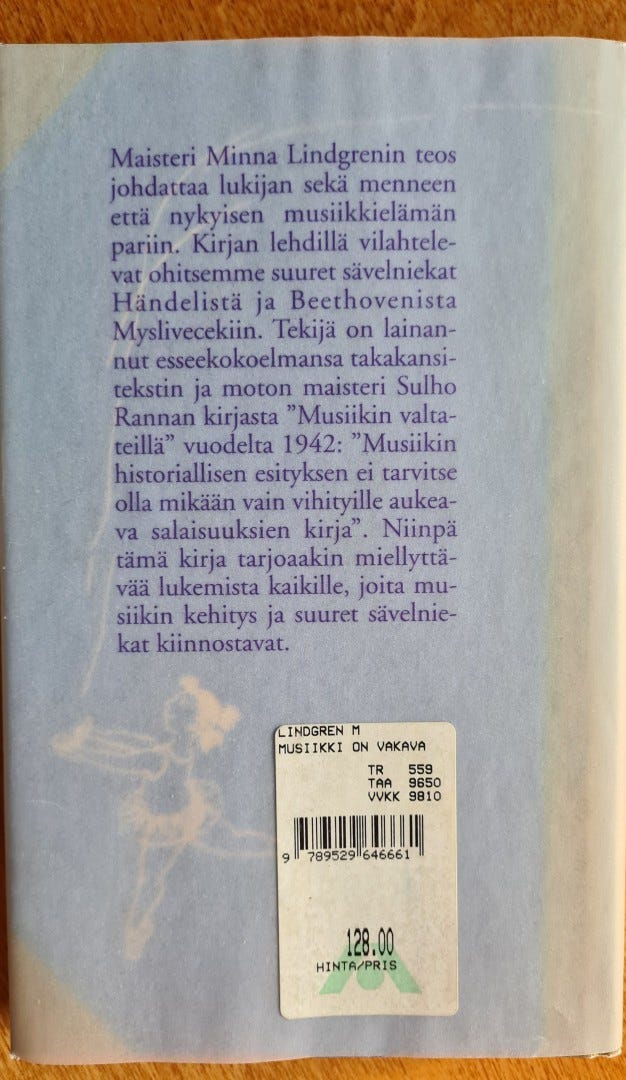 Maisteri Minna Lindgrenin teos
johdattaa lukijan sekä menneen
että nykyisen musiikkielämän
pariin. Kirjan lehdillä vilahtele-
vat ohitsemme suuret sävelniekat
Händelistä ja Beethovenista
Myslivecekiin. Tekijä on lainan-
nut esseekokoelmansa takakansi-
tekstin ja moton maisteri Sulho
Rannan kirjasta ”Musiikin valta-
teillä” vuodelta 1942: ”Musiikin
historiallisen esityksen ei tarvitse
olla mikään vain vihityille aukea-
va salaisuuksien kirja”. Niinpä
tämä kirja tarjoaakin miellyttä-
vää lukemista kaikille, joita mu-
siikin kehitys ja suuret sävelnie-
kat kiinnostavat.
LINDGREN M
MUSIIKKI ON VAKAVA
TR 559
TAA 9650
VVKK 9810
9 789529 646661
128.00
HINTA/PRIS